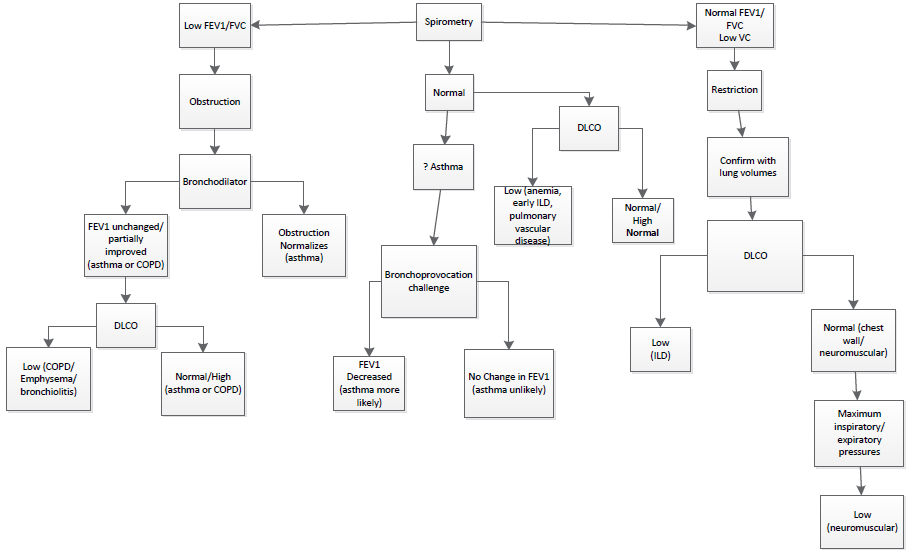 Low FEV1/FVC
Spirometry
Normal FEV1/
FVC
Low VC
Obstruction
Normal
Restriction
DLCO
Bronchodilator
? Asthma
Confirm with
lung volumes
FEV1 unchanged/
partially
improved
(asthma or COPD)
Obstruction
Normalizes
(asthma)
Low (anemia,
early ILD,
pulmonary
vascular
disease)
Normal/
High
Normal
Bronchoprovocation
challenge
DLCO
DLCO
Low (COPD/
Emphysema/
bronchiolitis)
Normal/High
(asthma or COPD)
FEV1
Decreased
(asthma more
likely)
No Change in FEV1
(asthma unlikely)
Low
(ILD)
Normal (chest
wall/
neuromuscular)
Maximum
inspiratory/
expiratory
pressures
Low
(neuromuscular)